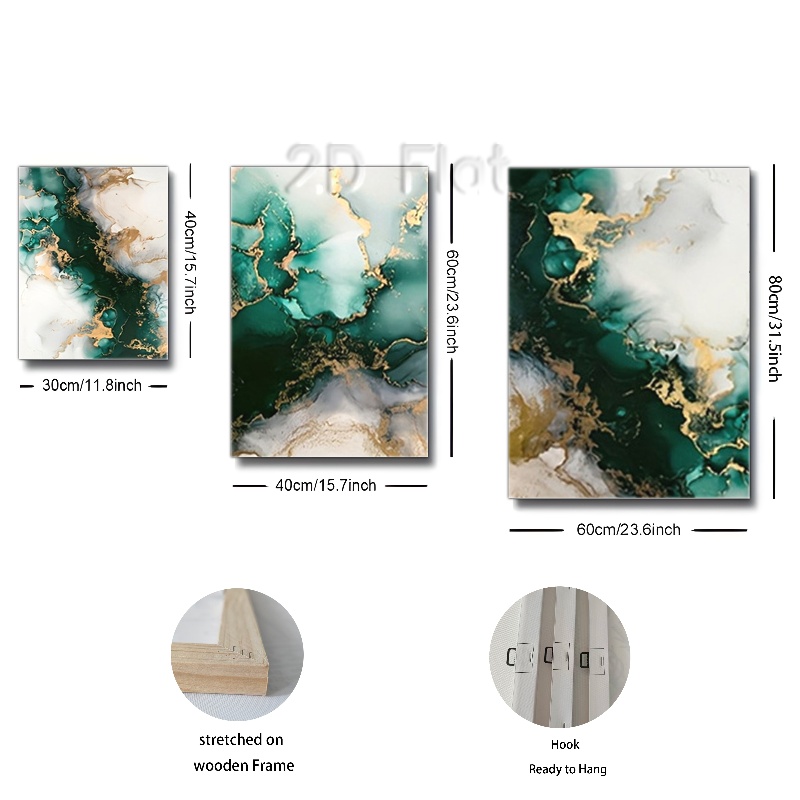 2D Flat
40cm/15.7inch
30cm/11.8inch
60cm/23.6inch
40cm/15.7inch
80cm/31.5inch
60cm/23.6inch
stretched on
wooden Frame
Hook
Ready to Hang